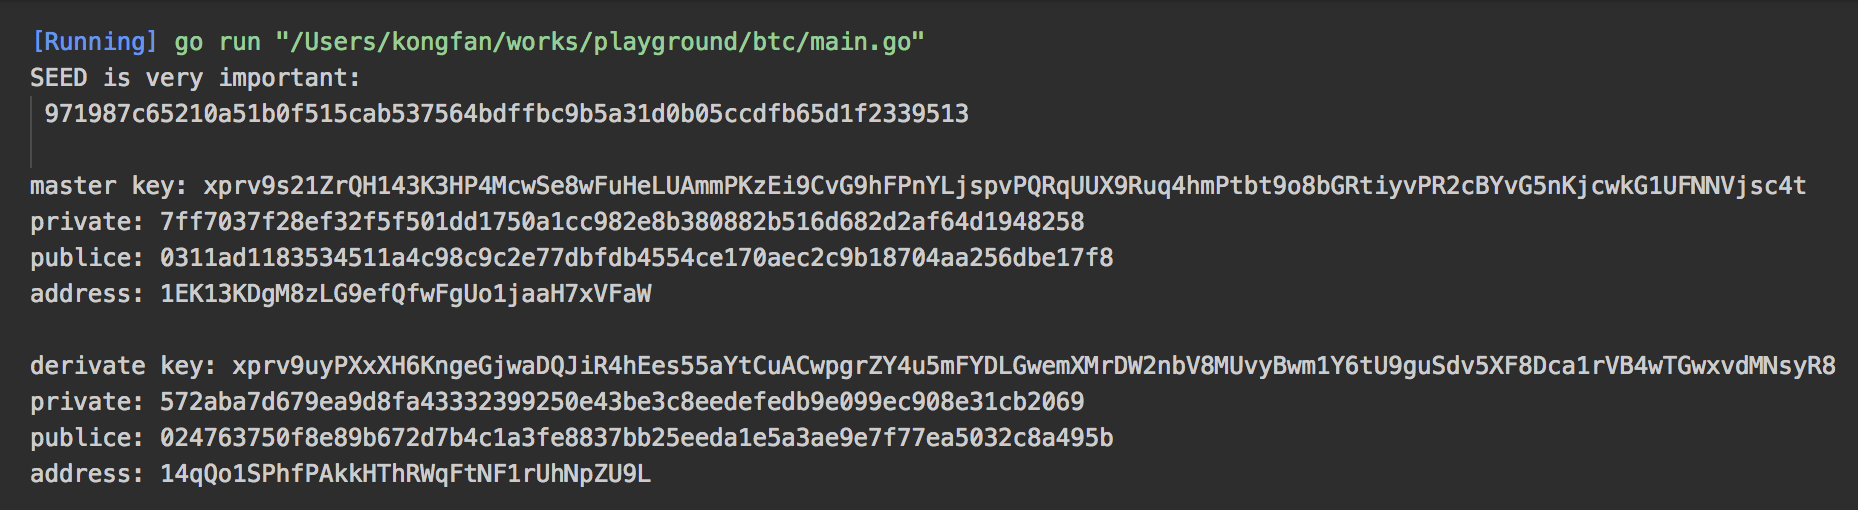 [Running] go run "/Users/kongfan/works/playground/btc/main.go"
SEED is very important:
971987c65210a51b0f515cab537564bdffbc9b5a31d0b05ccdfb65d1f2339513
master key: xprv9s21ZrQH143K3HP4McwSe8wFuHeLUAmmPKzEi9CvG9hFPnYLjspvPQRqUUX9Ruq4hmPtbt9o8bGRtiyvPR2cBYvG5nKjcwkG1UFNNVjsc4t
private: 7ff7037f28ef32f5f501dd1750a1cc982e8b380882b516d682d2af64d1948258
publice: 0311ad1183534511a4c98c9c2e77dbfdb4554ce170aec2c9b18704aa256dbe17f8
address: 1EK13KDgM8zLG9efQfwFgUo1jaaH7xVFaW
derivate key: xprv9uyPXxXH6KngeGjwaDQJiR4hEes55aYtCuACwpgrZY4u5mFYDLGwemXMrDW2nbV8MUvyBwm1Y6tU9guSdv5XF8Dca1rVB4wTGwxvdMNsyR8
private: 572aba7d679ea9d8fa43332399250e43be3c8eedefedb9e099ec908e31cb2069
publice: 024763750f8e89b672d7b4c1a3fe8837bb25eeda1e5a3ae9e7f77ea5032c8a495b
address: 14qQo1SPhfPAkkHThRWqFtNF1rUhNpZU9L